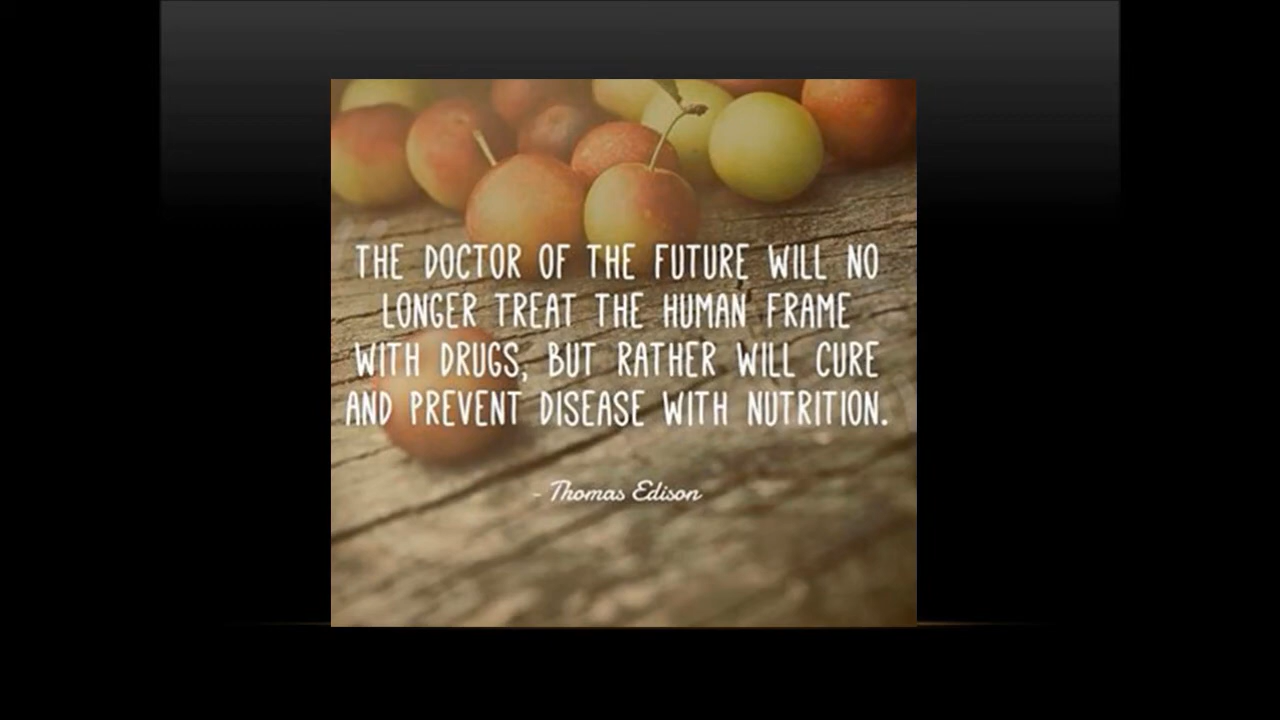 THE DOCTOR OF THE FUTURE WILL NO
LONGER TREAT THE HUMAN FRAME
WITH DRUGS, BUT RATHER WILL CURE
AND PREVENT DISEASE WITH NUTRITION.
- Thomas Edison